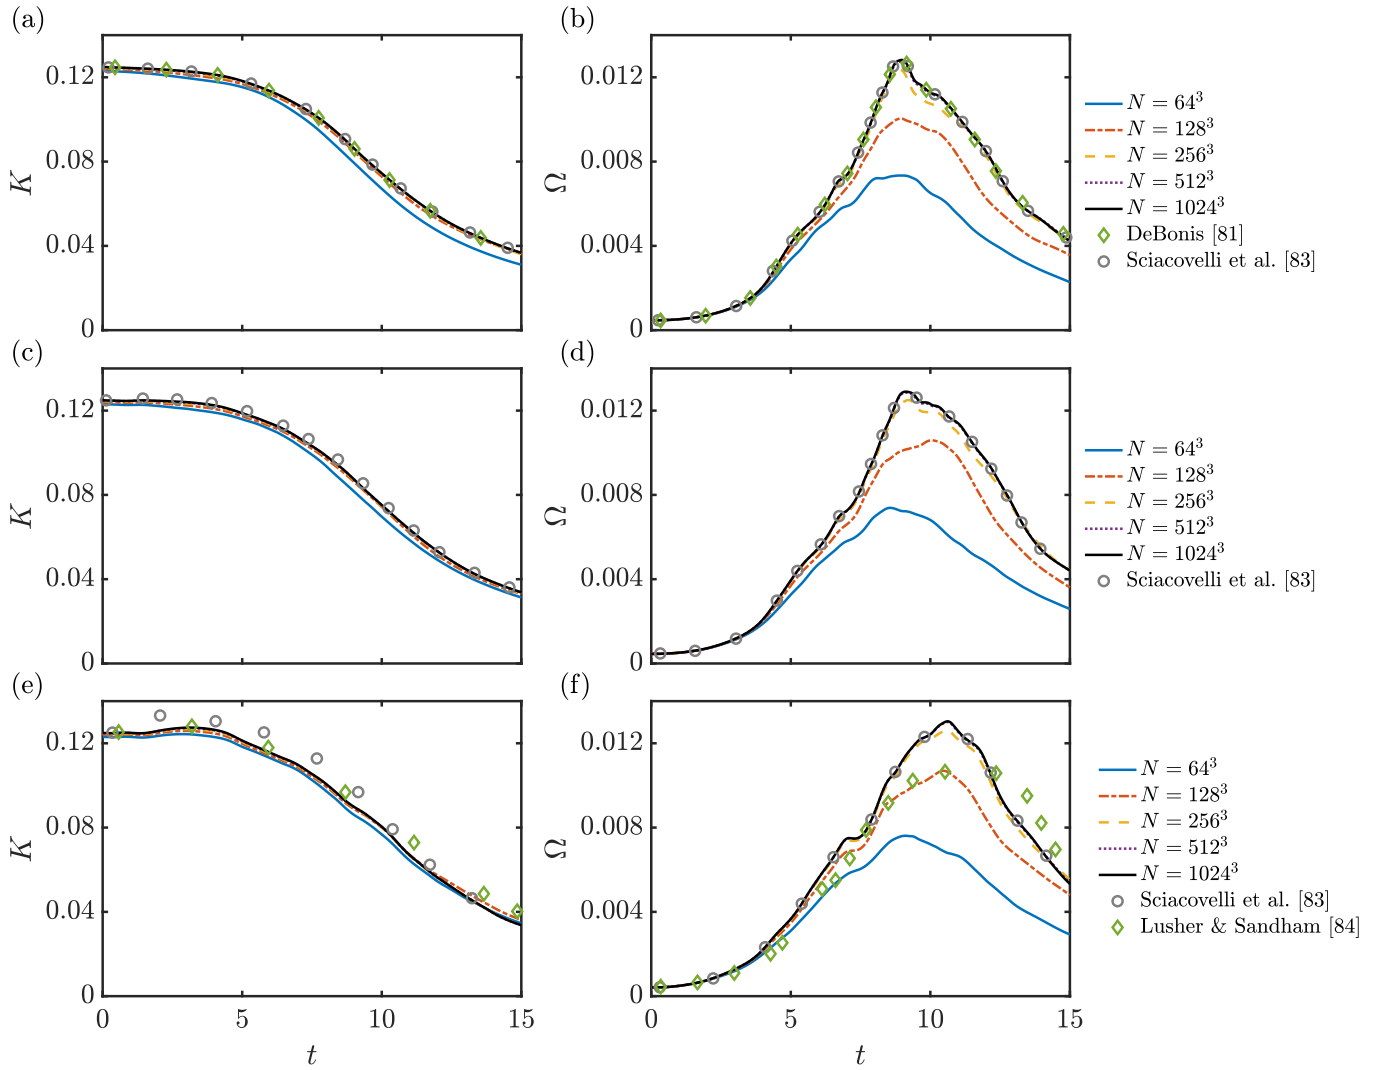 (a)
(b)
0.12
0.08
0.04
0
K
0.012
0.008
0.004
0
Ω
5
10
15
N = 64³
N = 128³
N = 256³
N = 512³
N = 1024³
DeBonis [81]
Sciacovelli et al. [83]
(c)
(d)
0.12
0.08
0.04
0
K
0.012
0.008
0.004
0
Ω
N = 64³
N = 128³
N = 256³
N = 512³
N = 1024³
Sciacovelli et al. [83]
(e)
(f)
0.12
0.08
0.04
0
K
0 5 10 15
t
0.012
0.008
0.004
0
Ω
0 5 10 15
t
N = 64³
N = 128³
N = 256³
N = 512³
N = 1024³
Sciacovelli et al. [83]
Lusher & Sandham [84]